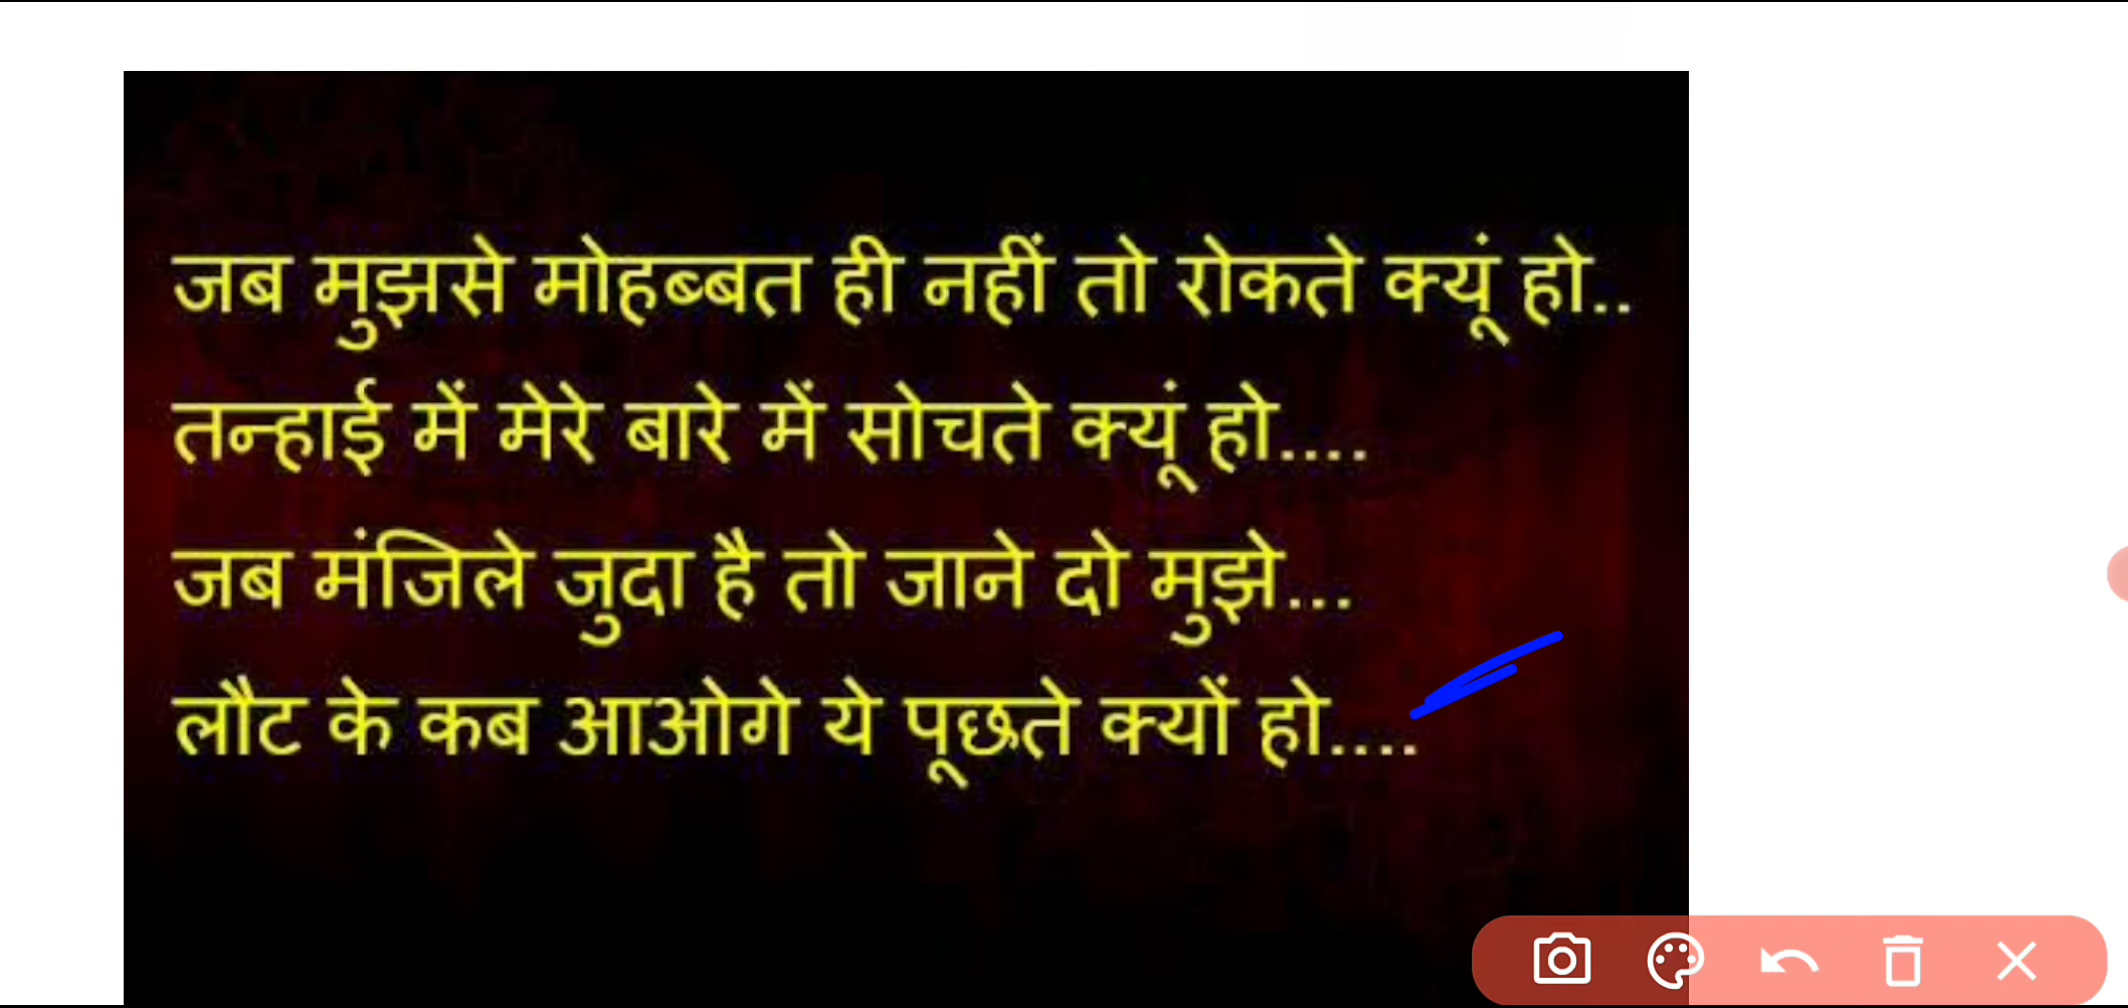 जब मुझसे मोहब्बत ही नहीं तो रोकते क्यूं हो..
तन्हाई में मेरे बारे में सोचते क्यूं हो....
जब मंजिले जुदा है तो जाने दो मुझे...
लौट के कब आओगे ये पूछते क्यों हो....